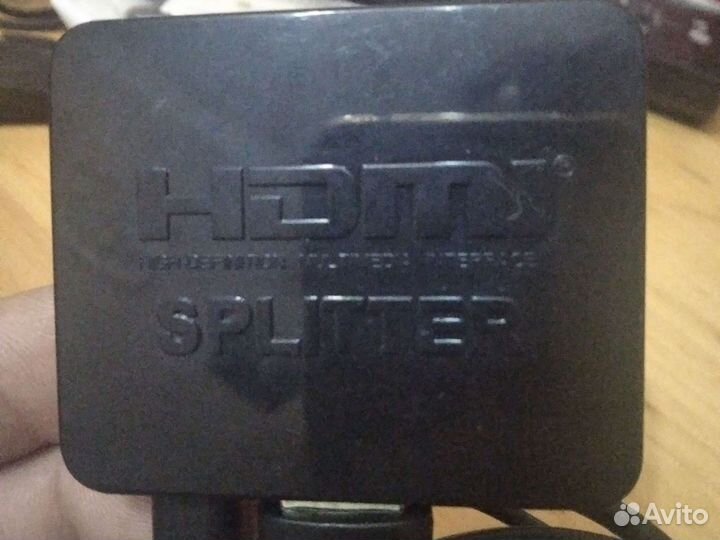 HDMI®
HIGH-DEFINITION MULTIMEDIA INTERFACE
SPLITTER
Avito